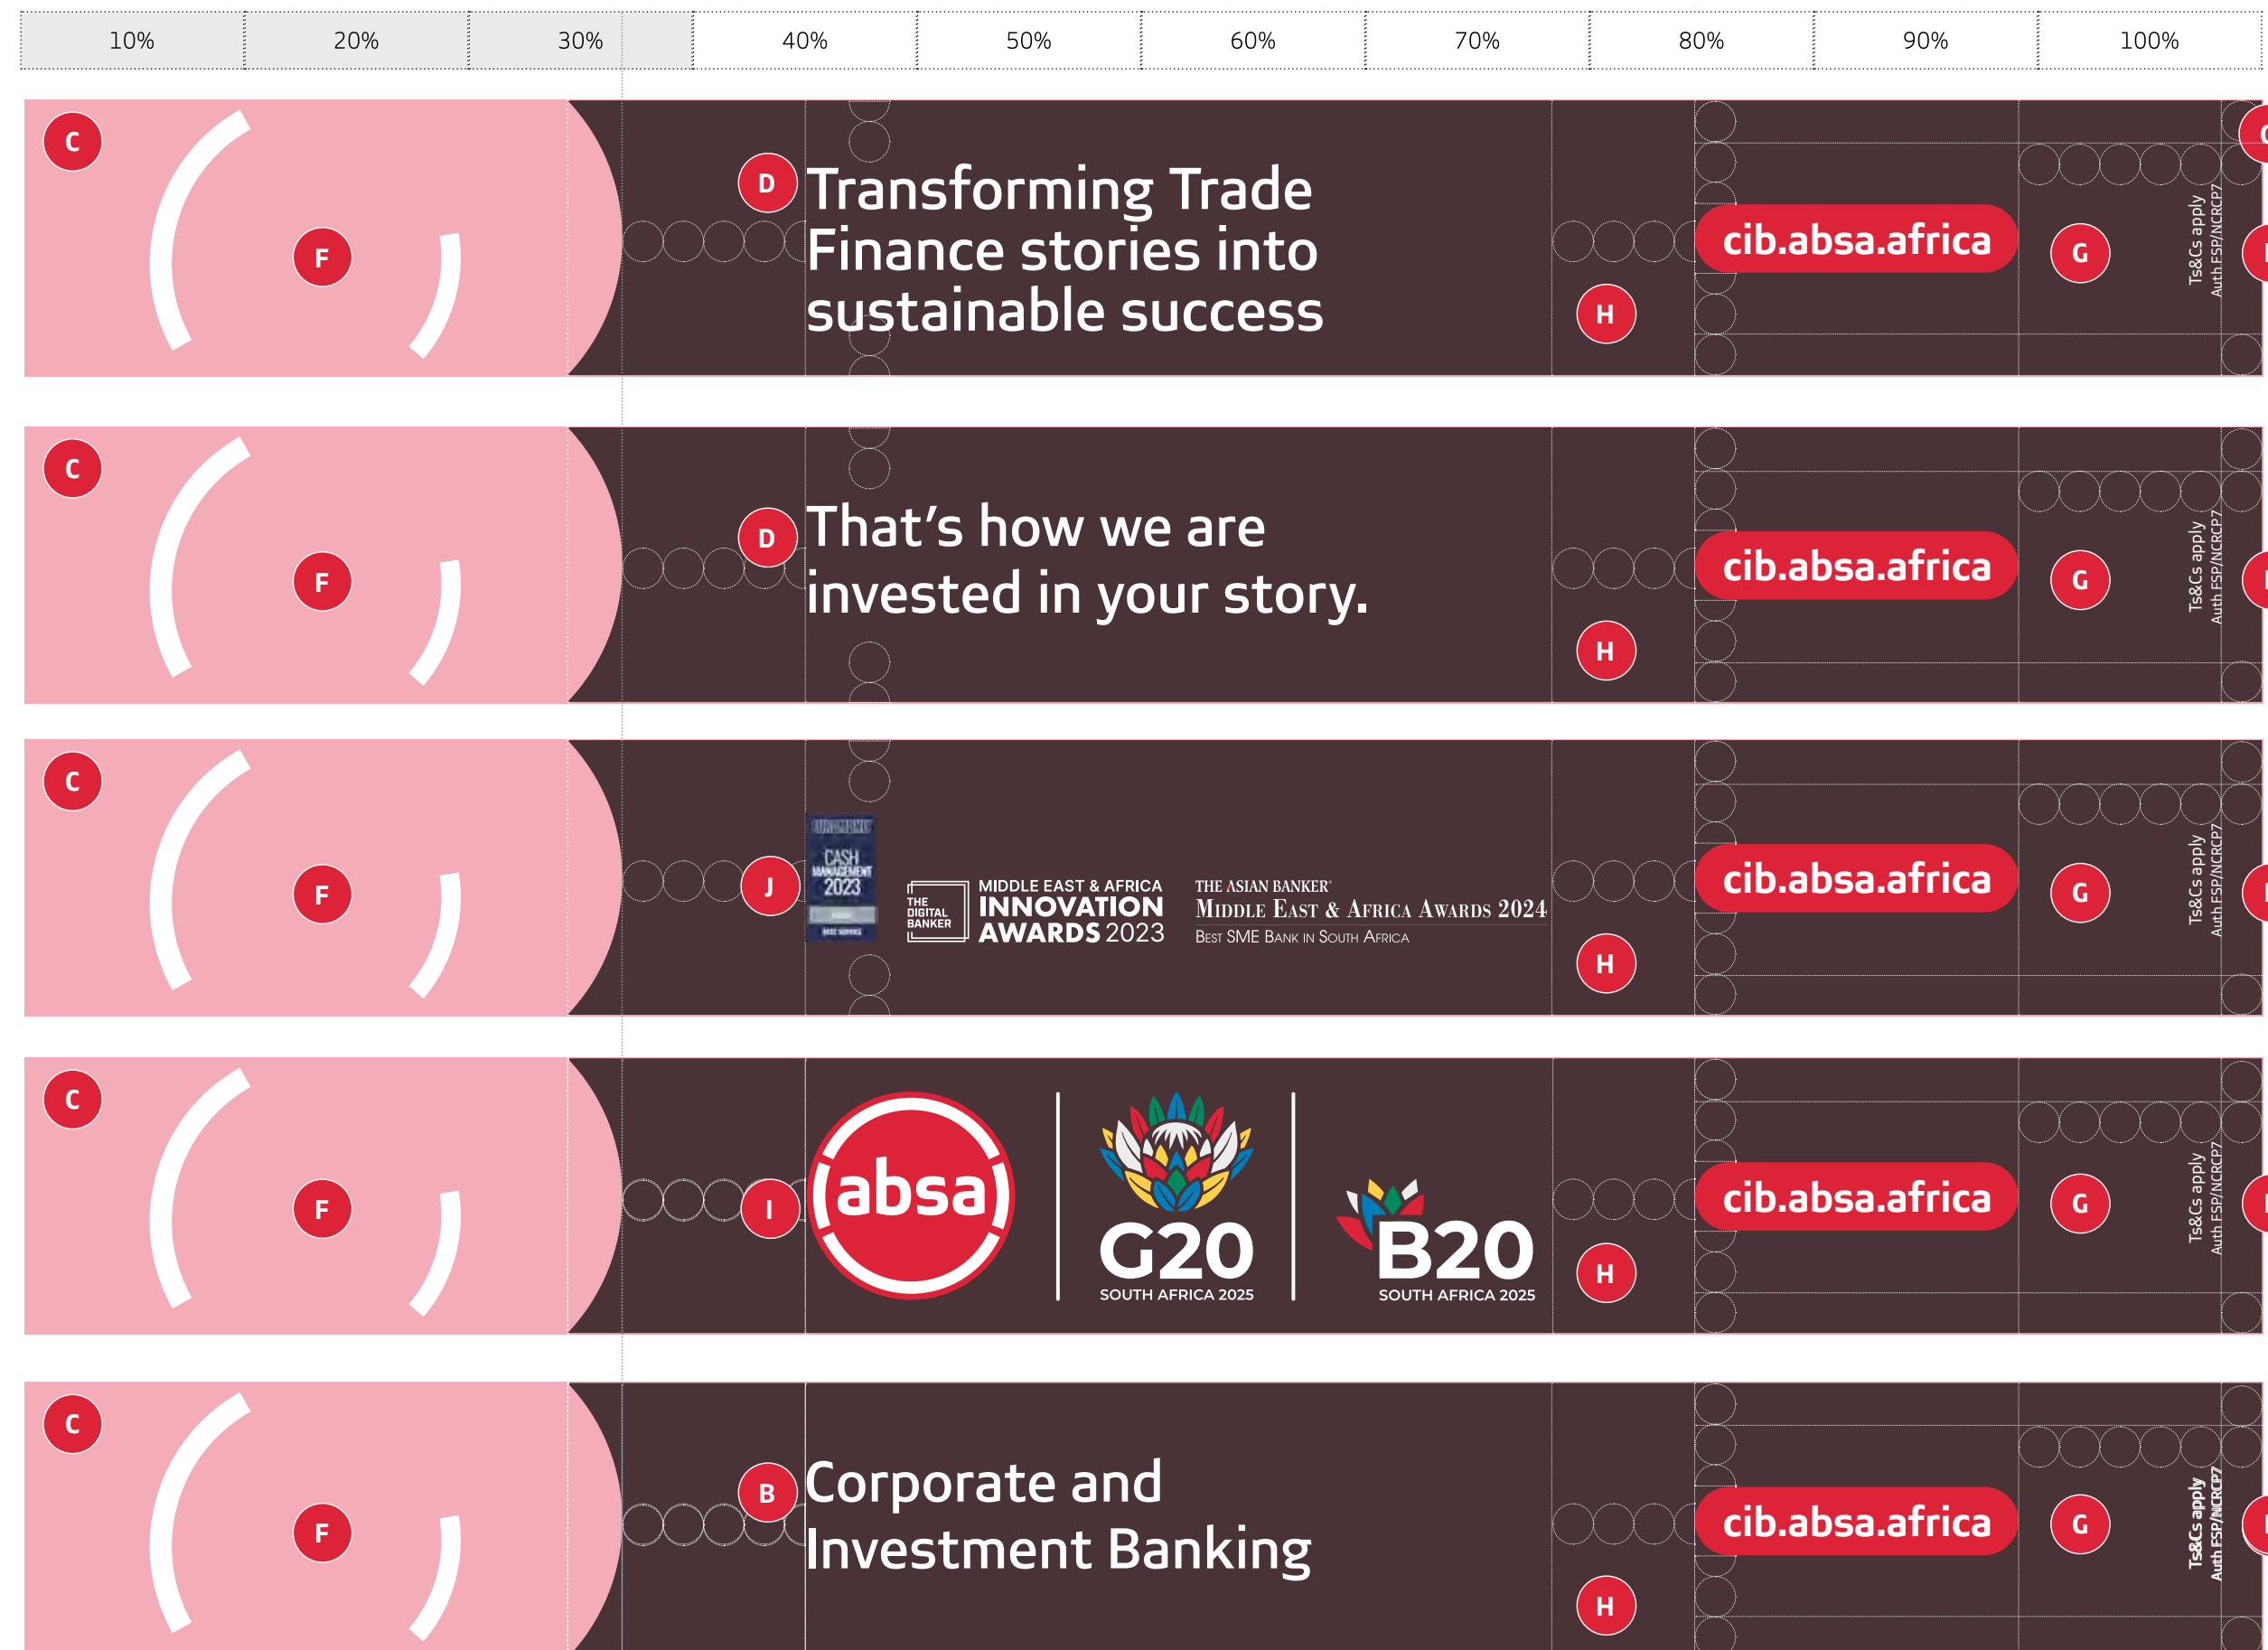 10% 20% 30% 40% 50% 60% 70% 80% 90% 100%
C
F
D
Transforming Trade
Finance stories into
sustainable success
H
cib.absa.africa
G
Ts&Cs apply
Auth FSP/NCRCP7
C
F
D
That’s how we are
invested in your story.
H
cib.absa.africa
G
Ts&Cs apply
Auth FSP/NCRCP7
C
F
J
CASH
MANAGEMENT
2023
BEST SERVICE
THE
DIGITAL
BANKER
MIDDLE EAST & AFRICA
INNOVATION
AWARDS 2023
THE ASIAN BANKER
MIDDLE EAST & AFRICA AWARDS 2024
BEST SME BANK IN SOUTH AFRICA
H
cib.absa.africa
G
Ts&Cs apply
Auth FSP/NCRCP7
C
F
I
absa
G20
SOUTH AFRICA 2025
B20
SOUTH AFRICA 2025
H
cib.absa.africa
G
Ts&Cs apply
Auth FSP/NCRCP7
C
F
B
Corporate and
Investment Banking
H
cib.absa.africa
G
Ts&Cs apply
Auth FSP/NCRCP7